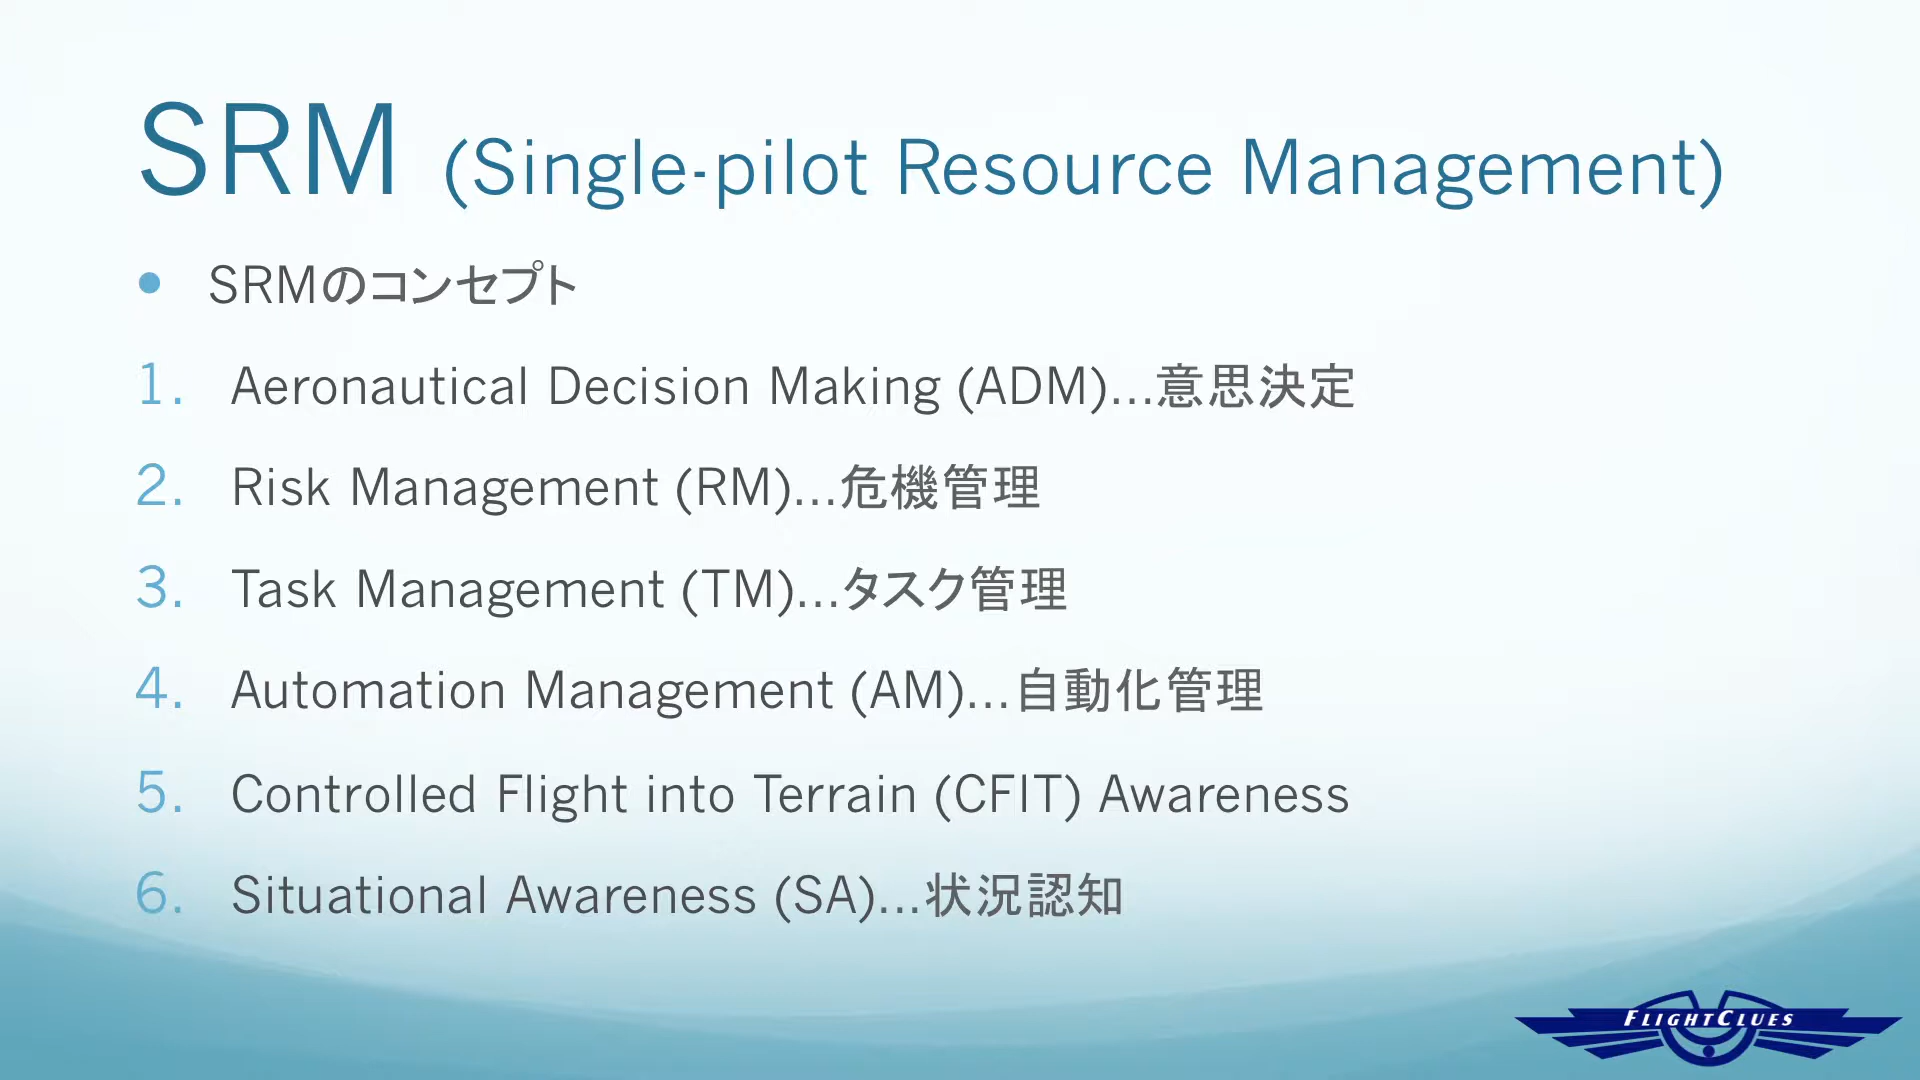 SRM (Single-pilot Resource Management)
• SRMのコンセプト
1. Aeronautical Decision Making (ADM)…意思決定
2. Risk Management (RM)…危機管理
3. Task Management (TM)…タスク管理
4. Automation Management (AM)…自動化管理
5. Controlled Flight into Terrain (CFIT) Awareness
6. Situational Awareness (SA)…状況認知
FLIGHTCLUES